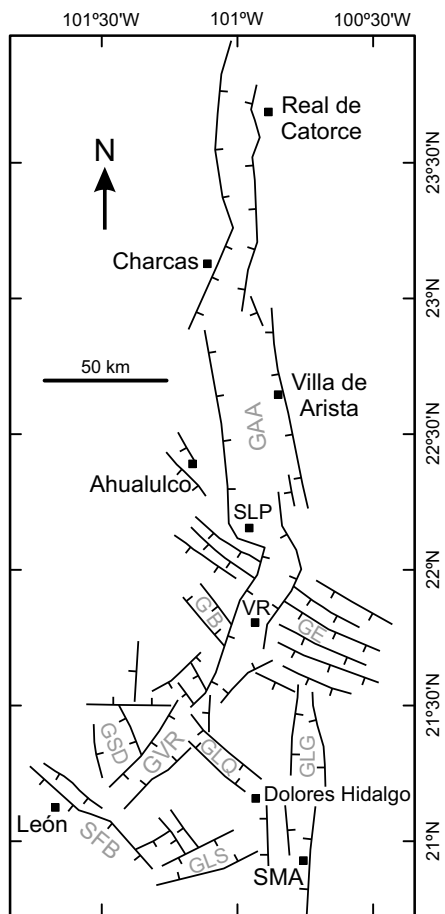 101º30'W 101ºW 100º30'W
Real de
Catorce
N
23º30'N
Charcas
23ºN
50 km
Villa de
Arista
GAA
22º30'N
Ahualulco
SLP
22ºN
GB
VR
GE
21º30'N
GSD
GVR
GLQ
GLG
León
Dolores Hidalgo
SFB
GLS
21ºN
SMA